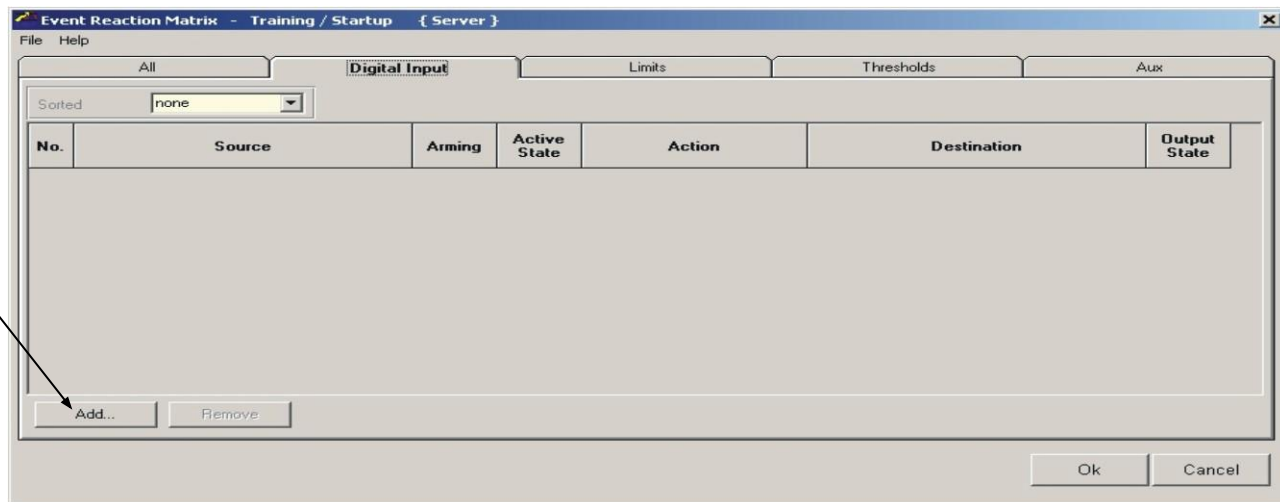 Event Reaction Matrix - Training / Startup { Server }
File Help
All Digital Input Limits Thresholds Aux
Sorted none
No. Source Arming Active State Action Destination Output State
Add... Remove
Ok Cancel